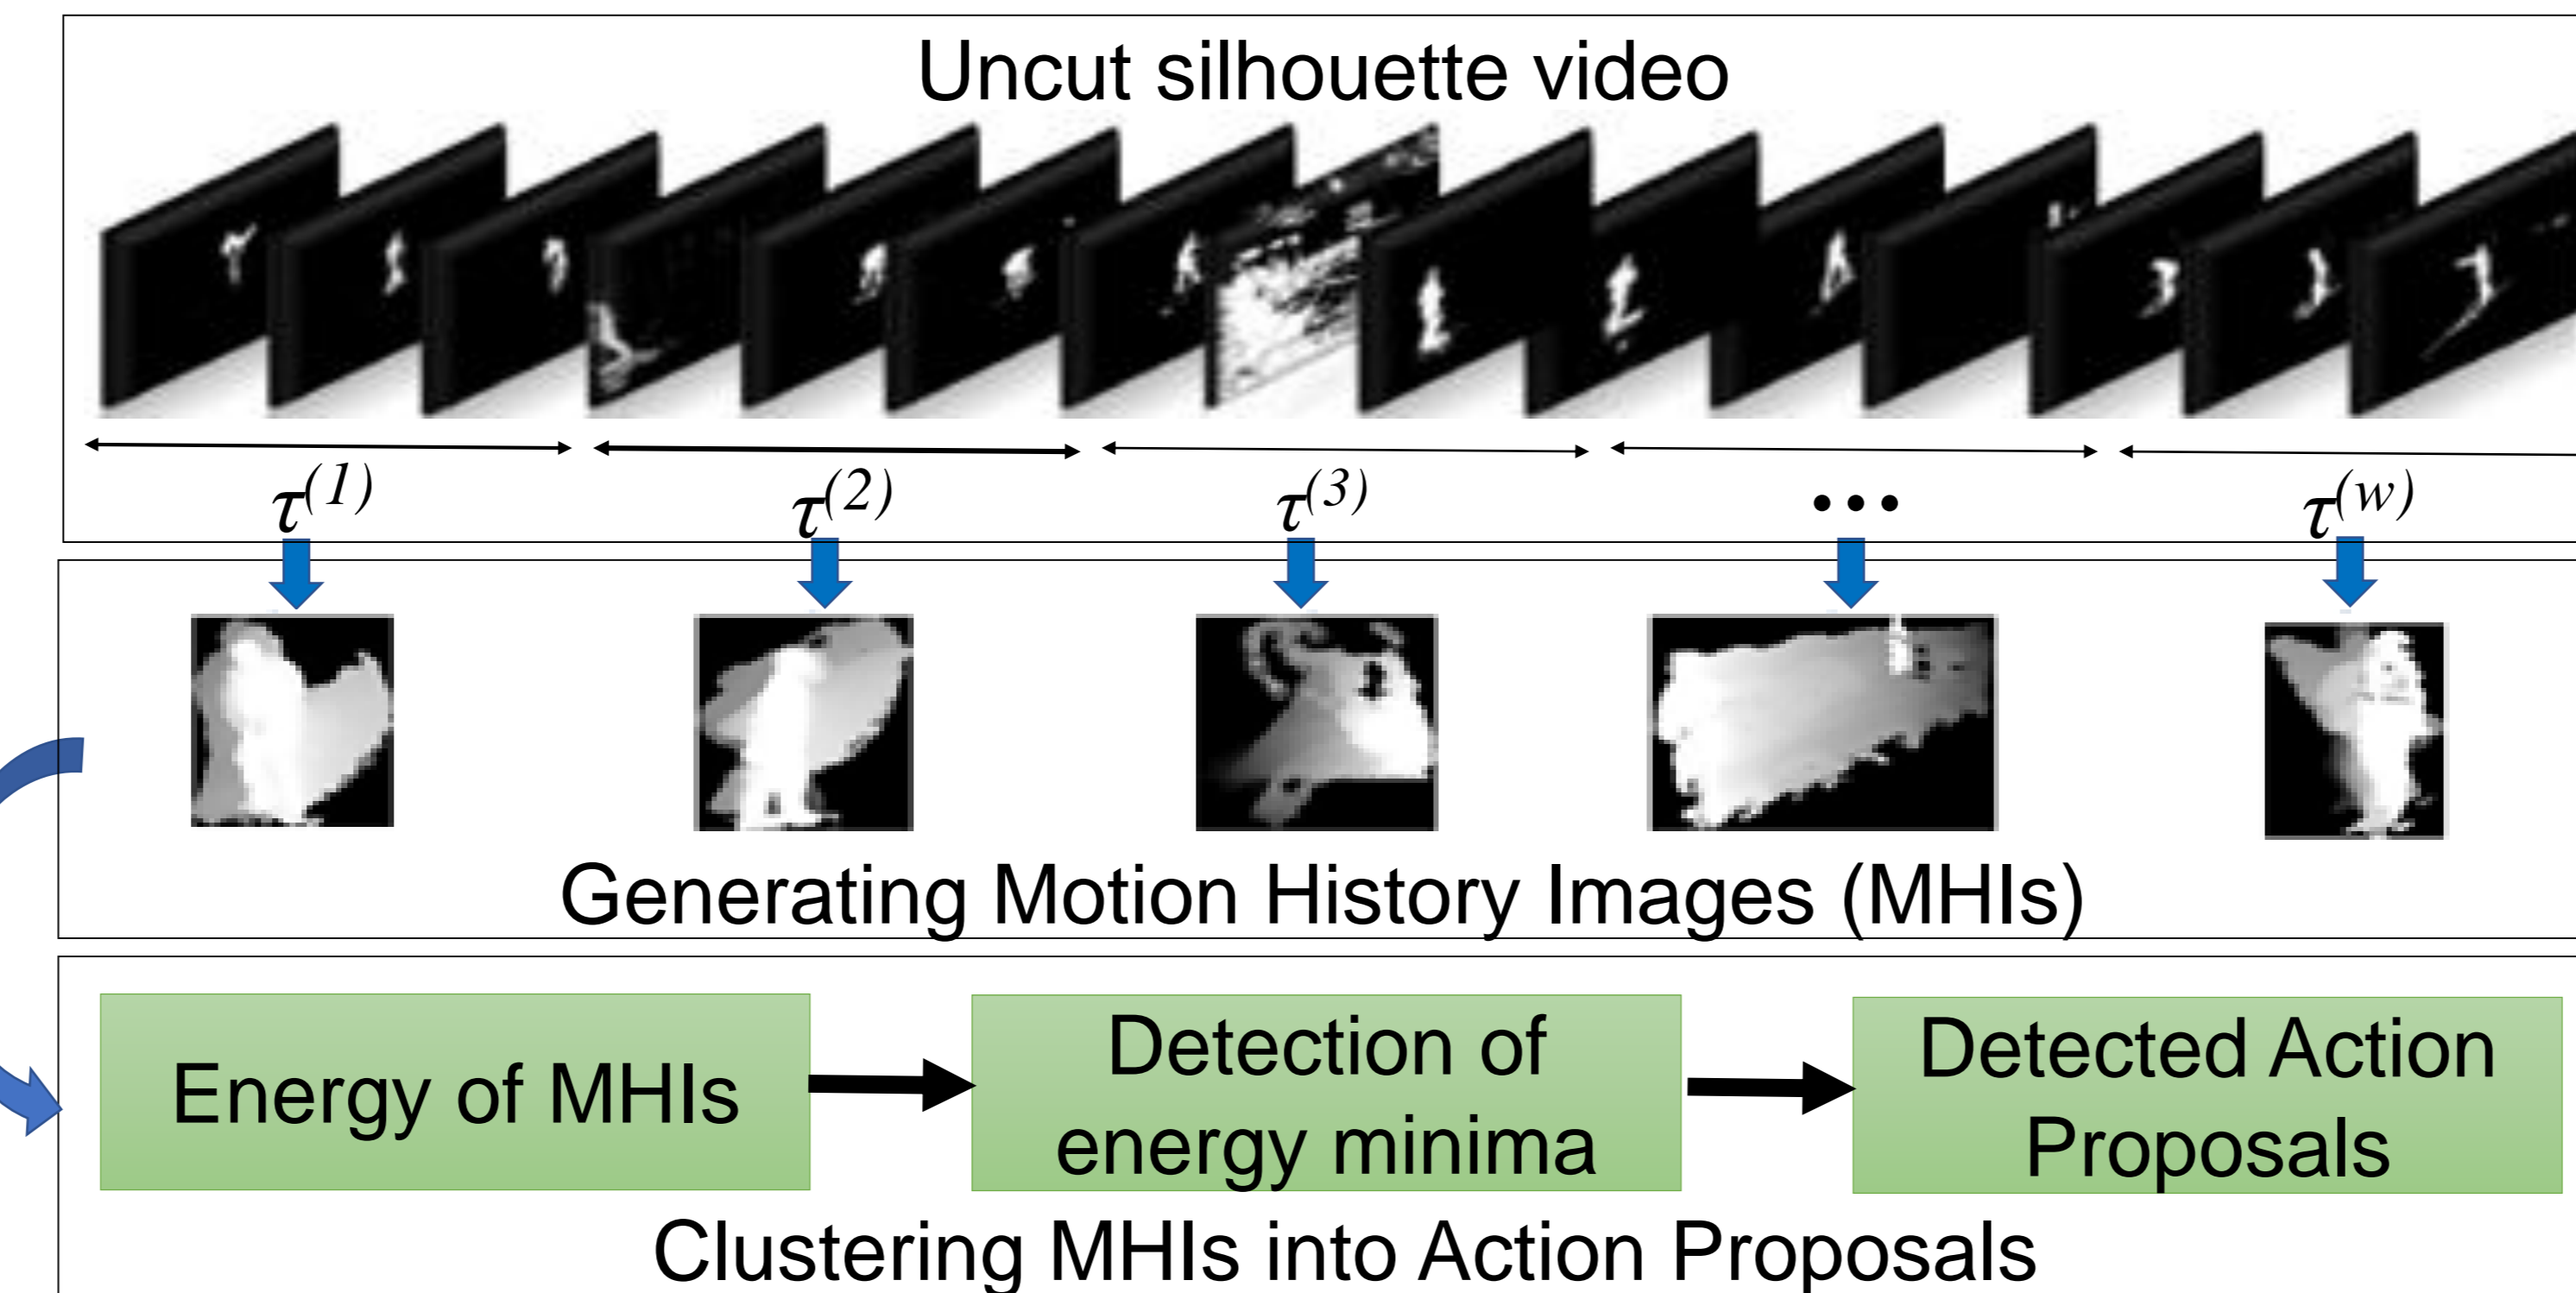 Uncut silhouette video
τ(1) τ(2) τ(3) ••• τ(w)
Generating Motion History Images (MHIs)
Energy of MHIs
Detection of
energy minima
Detected Action
Proposals
Clustering MHIs into Action Proposals